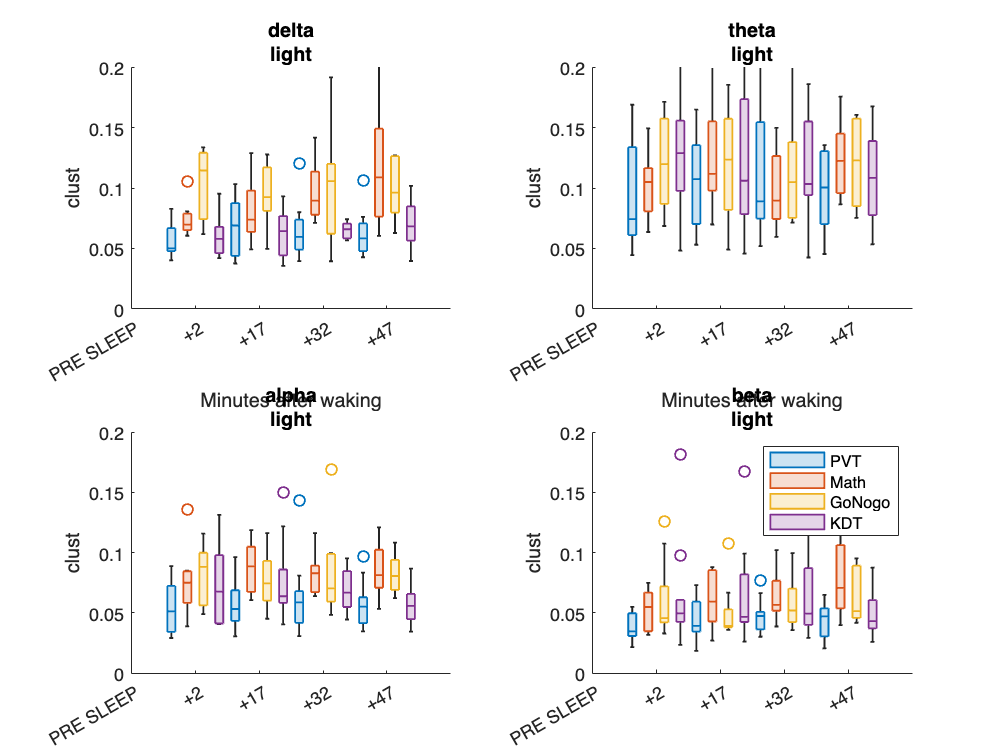 delta
light
0.2
0.15
0.1
0.05
0
clust
PRE SLEEP
+2
+17
+32
+47
Minutes after waking
theta
light
0.2
0.15
0.1
0.05
0
clust
PRE SLEEP
+2
+17
+32
+47
Minutes after waking
alpha
light
0.2
0.15
0.1
0.05
0
clust
PRE SLEEP
+2
+17
+32
+47
beta
light
0.2
0.15
0.1
0.05
0
clust
PRE SLEEP
+2
+17
+32
+47
PVT
Math
GoNogo
KDT